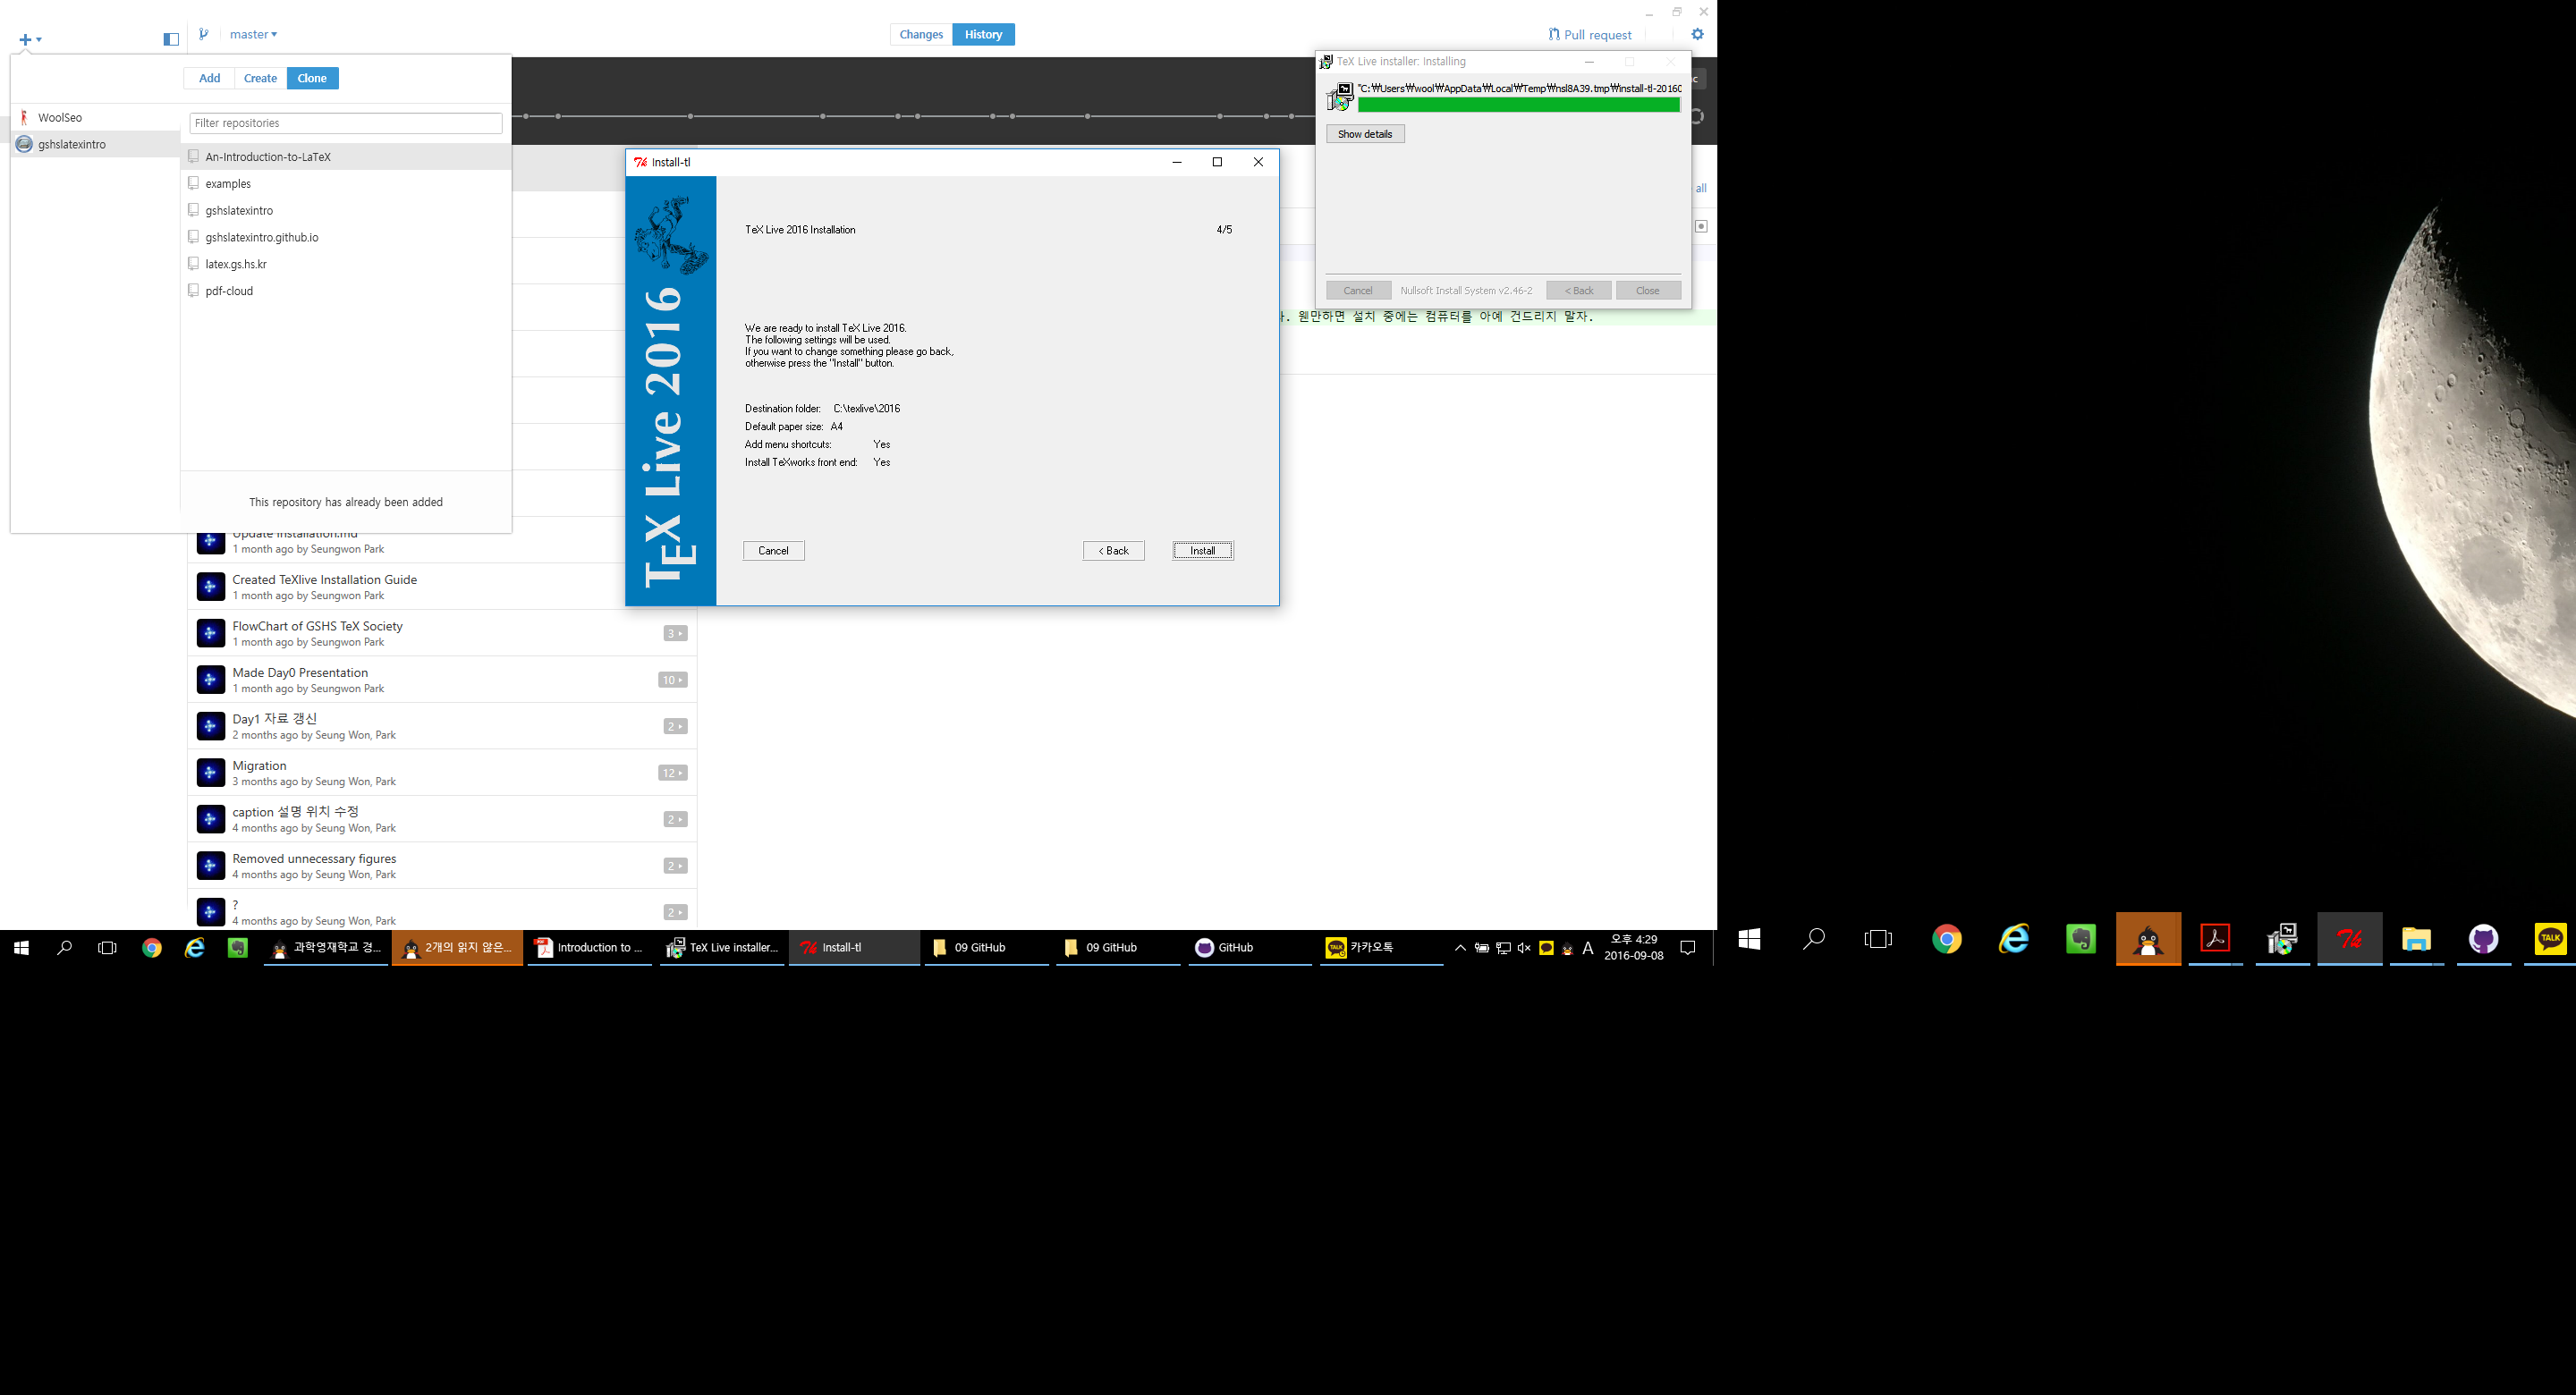 master
Changes
History
Pull request
Add
Create
Clone
WoolSeo
gshslatexintro
Filter repositories
An-Introduction-to-LaTeX
examples
gshslatexintro
gshslatexintro.github.io
latex.gs.hs.kr
pdf-cloud
This repository has already been added
TeX Live installer: Installing
"C:₩Users₩wool₩AppData₩Local₩Temp₩nsl8A39.tmp₩install-tl-2016
Show details
Cancel
Nullsoft Install System v2.46-2
< Back
Close
all
웬만하면 설치 중에는 컴퓨터를 아예 건드리지 말자.
Install-tl
TeX Live 2016
TeX Live 2016 Installation
4/5
We are ready to install TeX Live 2016.
The following settings will be used.
If you want to change something please go back,
otherwise press the "Install" button.
Destination folder: C:\texlive\2016
Default paper size: A4
Add menu shortcuts: Yes
Install TeXworks front end: Yes
Cancel
< Back
Install
Update Installation.md
1 month ago by Seungwon Park
Created TeXlive Installation Guide
1 month ago by Seungwon Park
FlowChart of GSHS TeX Society
1 month ago by Seungwon Park
3
Made Day0 Presentation
1 month ago by Seungwon Park
10
Day1 자료 갱신
2 months ago by Seung Won, Park
2
Migration
3 months ago by Seung Won, Park
12
caption 설명 위치 수정
4 months ago by Seung Won, Park
2
Removed unnecessary figures
4 months ago by Seung Won, Park
2
?
4 months ago by Seung Won, Park
2
과학영재학교 경...
2개의 읽지 않은...
Introduction to ...
TeX Live installer...
Install-tl
09 GitHub
09 GitHub
GitHub
카카오톡
A
오후 4:29
2016-09-08
TALK